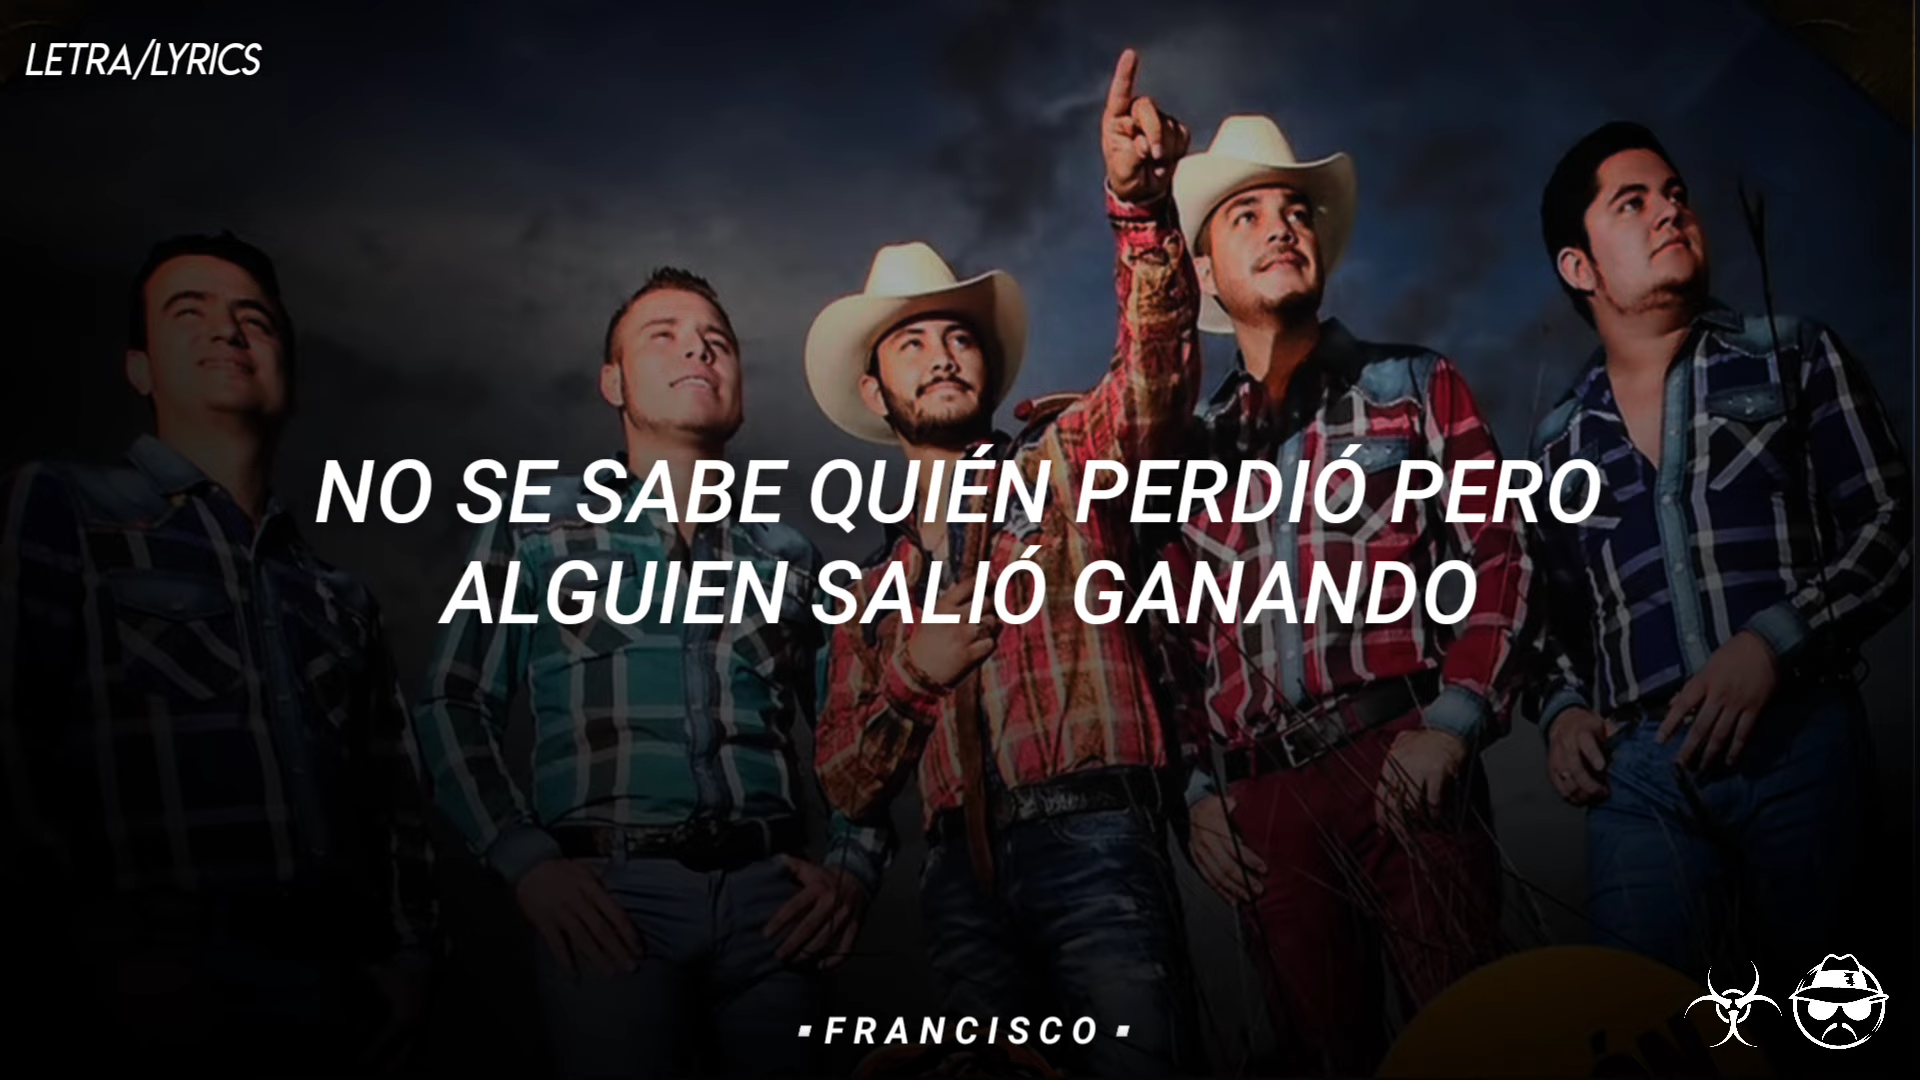 LETRA/LYRICS
NO SE SABE QUIÉN PERDIÓ PERO
ALGUIEN SALIÓ GANANDO
▪ FRANCISCO ▪